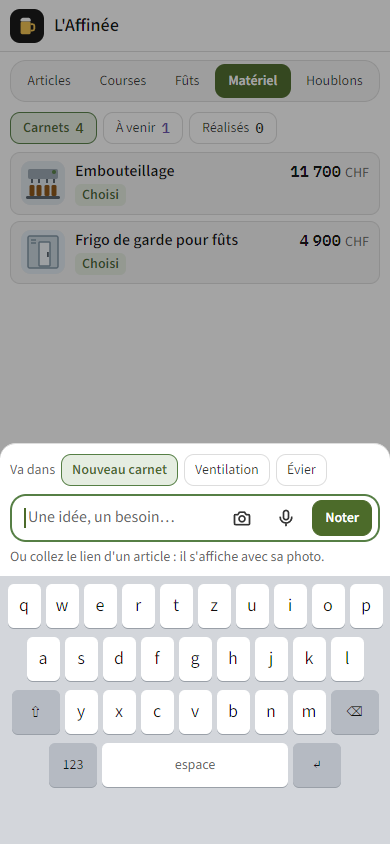 L'Affinée
Articles Courses Fûts Matériel Houblons
Carnets 4 À venir 1 Réalisés 0
Embouteillage 11 700 CHF
Choisi
Frigo de garde pour fûts 4 900 CHF
Choisi
Va dans Nouveau carnet Ventilation Évier
Une idée, un besoin… Noter
Ou collez le lien d'un article : il s'affiche avec sa photo.
q w e r t z u i o p
a s d f g h j k l
⇧ y x c v b n m ⌫
123 espace ↵